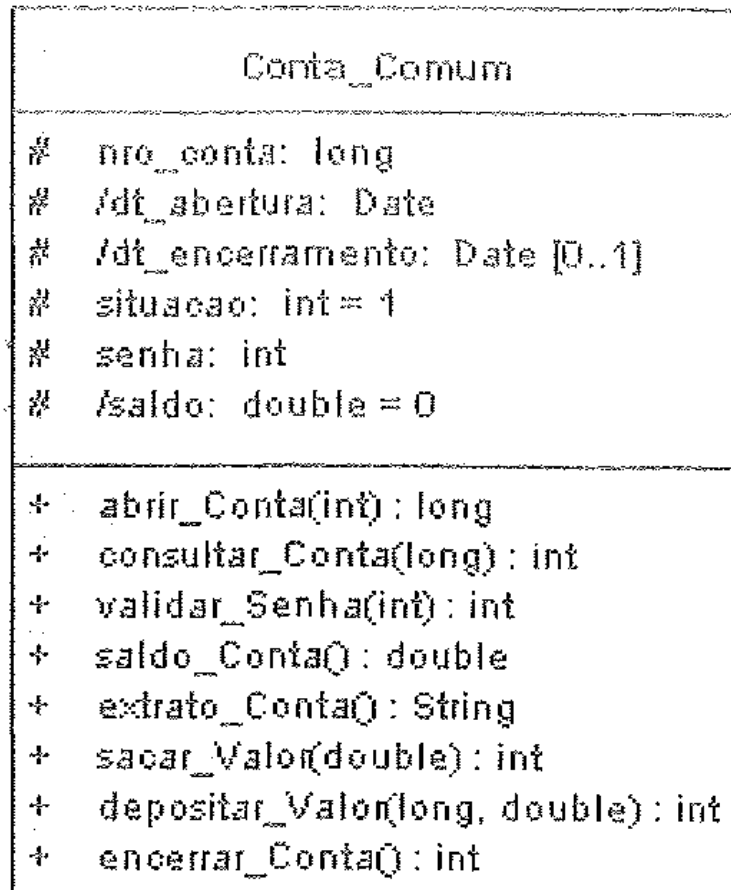 Conta_Comum
# nro_conta: long
# /dt_abertura: Date
# /dt_encerramento: Date [0..1]
# situacao: int = 1
# senha: int
# /saldo: double = 0
+ abrir_Conta(int) : long
+ consultar_Conta(long) : int
+ validar_Senha(int) : int
+ saldo_Conta() : double
+ extrato_Conta() : String
+ sacar_Valor(double) : int
+ depositar_Valor(long, double) : int
+ encerrar_Conta() : int